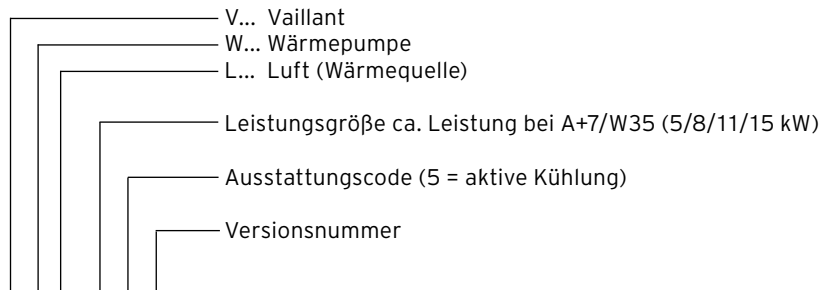 V... Vaillant
W... Wärmepumpe
L... Luft (Wärmequelle)
Leistungsgröße ca. Leistung bei A+7/W35 (5/8/11/15 kW)
Ausstattungscode (5 = aktive Kühlung)
Versionsnummer